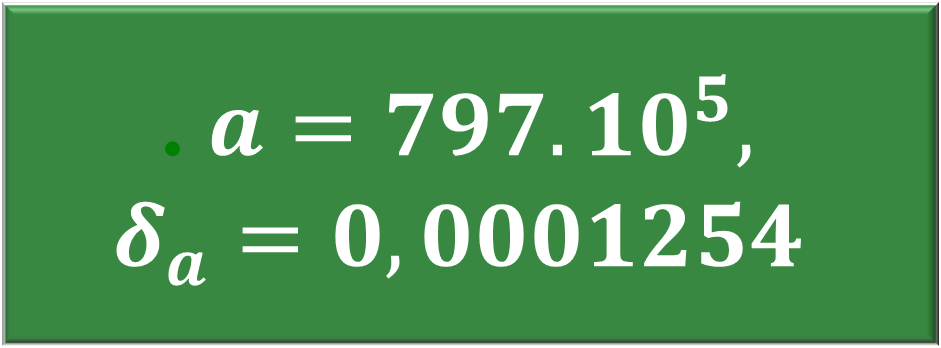 a = 797.10⁵,
δₐ = 0,0001254